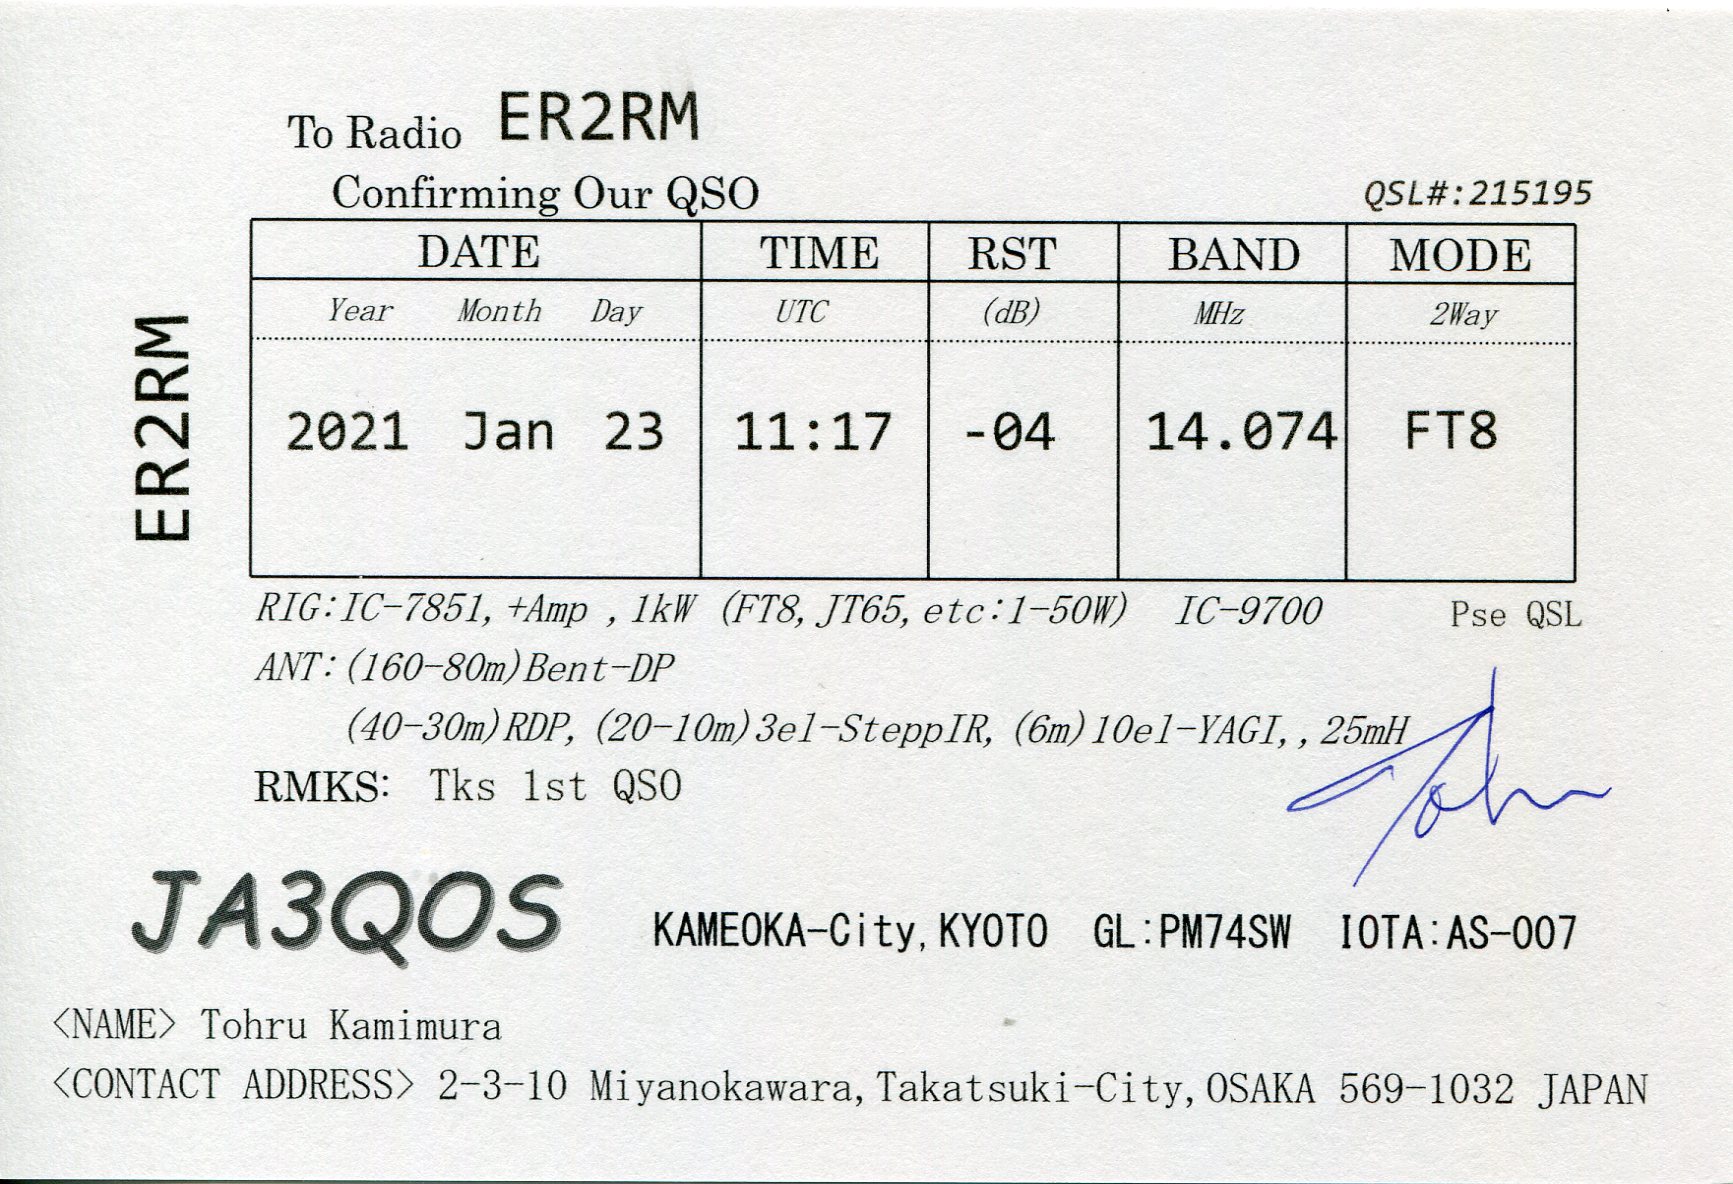 To Radio ER2RM
Confirming Our QSO
QSL#:215195
DATE TIME RST BAND MODE
Year Month Day UTC (dB) MHz 2Way
2021 Jan 23 11:17 -04 14.074 FT8
ER2RM
RIG:IC-7851,+Amp ,1kW (FT8,JT65,etc:1-50W) IC-9700 Pse QSL
ANT:(160-80m)Bent-DP
(40-30m)RDP,(20-10m)3el-SteppIR,(6m)10el-YAGI,,25mH
RMKS: Tks 1st QSO
Tohru
JA3QOS KAMEOKA-City,KYOTO GL:PM74SW IOTA:AS-007
<NAME> Tohru Kamimura
<CONTACT ADDRESS> 2-3-10 Miyanokawara,Takatsuki-City,OSAKA 569-1032 JAPAN